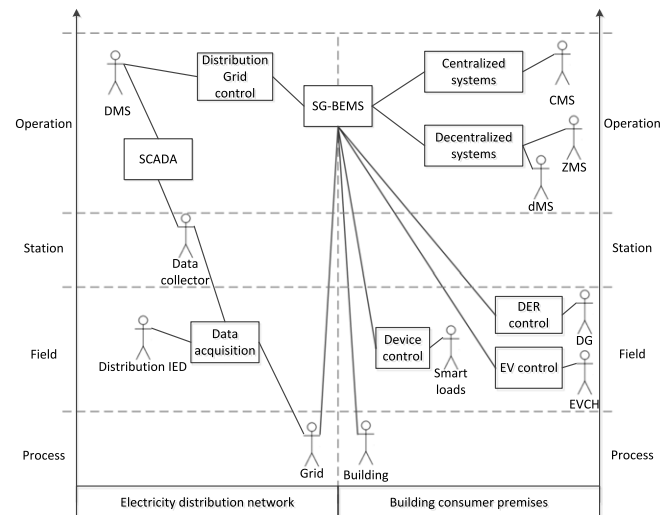 Distribution
Grid
control
Centralized
systems
CMS
DMS
SG-BEMS
Operation
Operation
SCADA
Decentralized
systems
ZMS
dMS
Station
Data
collector
Station
DER
control
DG
Data
acquisition
Device
control
Distribution IED
Field
Field
Smart
loads
EV control
EVCH
Process
Grid
Building
Process
Electricity distribution network
Building consumer premises